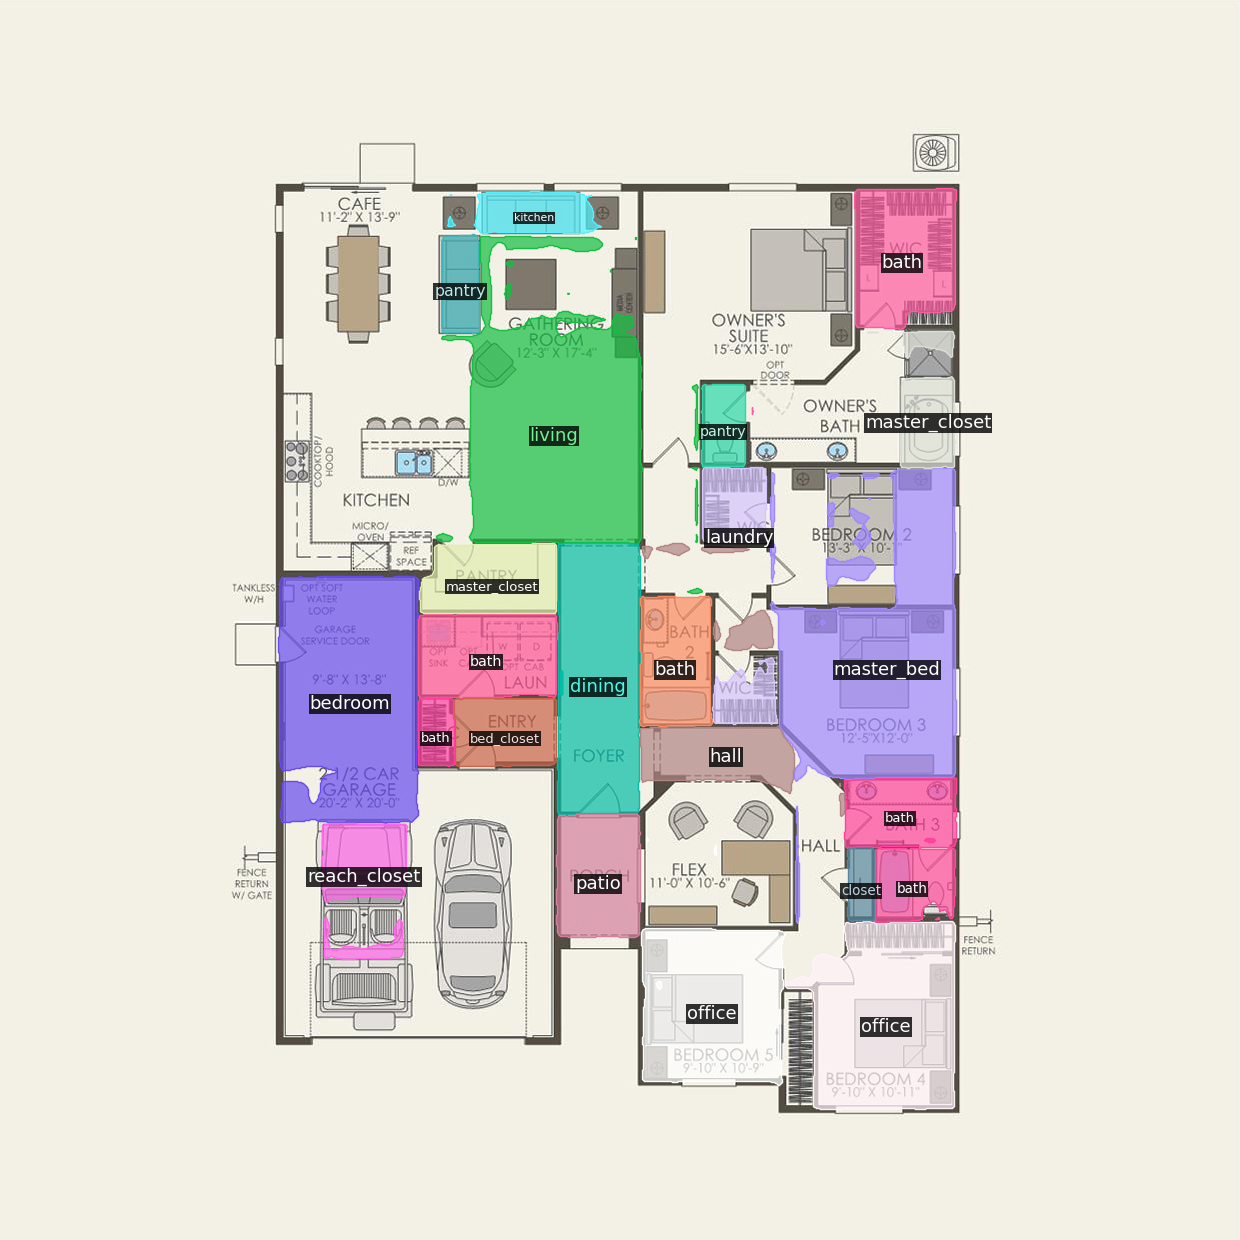 CAFE
11'-2" X 13'-9"
kitchen
WIC
bath
pantry
MEDIA
CENTER
GATHERING
ROOM
12'-3" X 17'-4"
OWNER'S
SUITE
15'-6"X13'-10"
OPT
DOOR
OWNER'S
BATH
master_closet
pantry
living
COOKTOP/
HOOD
D/W
KITCHEN
MICRO/
OVEN
REF
SPACE
laundry
BEDROOM 2
PANTRY
master_closet
TANKLESS
W/H
OPT SOFT
WATER
LOOP
GARAGE
SERVICE DOOR
9'-8" X 13'-8"
bedroom
OPT
SINK
W
D
OPT CAB
bath
LAUN
BATH
2
bath
dining
master_bed
WIC
BEDROOM 3
12'-5"X12'-0"
bath
ENTRY
bed_closet
FOYER
hall
2 1/2 CAR
GARAGE
20'-2" X 20'-0"
bath
BATH 3
HALL
FENCE
RETURN
W/ GATE
reach_closet
PORCH
patio
FLEX
11'-0" X 10'-6"
closet
bath
FENCE
RETURN
office
office
BEDROOM 5
9'-10" X 10'-9"
BEDROOM 4
9'-10" X 10'-11"
L
L